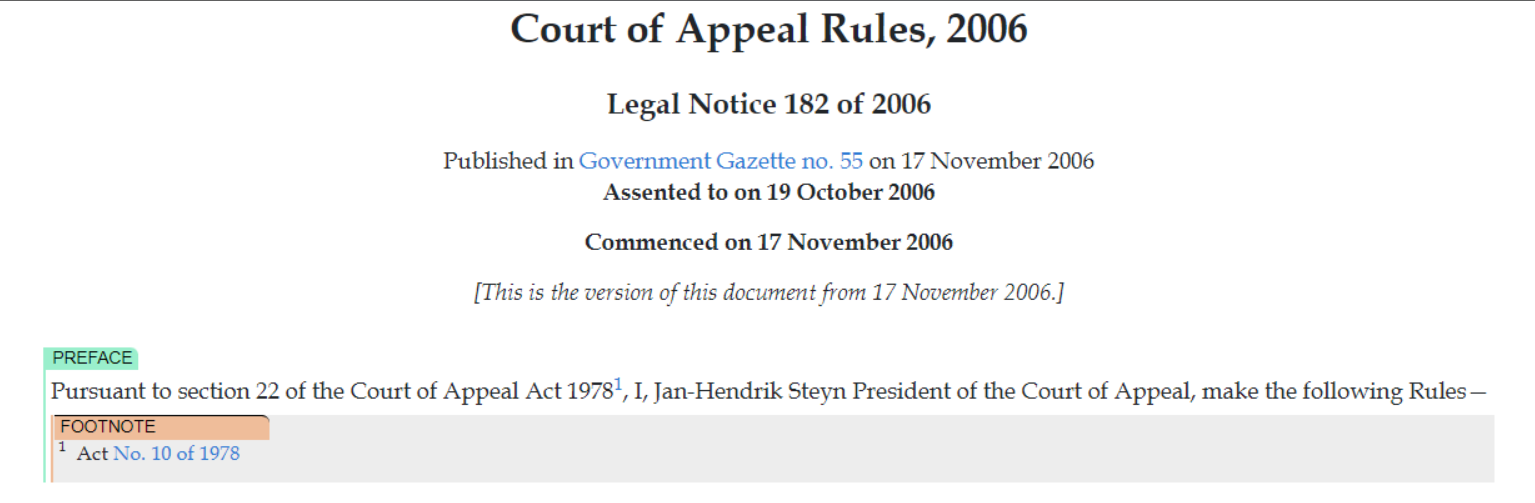 Court of Appeal Rules, 2006
Legal Notice 182 of 2006
Published in Government Gazette no. 55 on 17 November 2006
Assented to on 19 October 2006
Commenced on 17 November 2006
[This is the version of this document from 17 November 2006.]
PREFACE
Pursuant to section 22 of the Court of Appeal Act 1978¹, I, Jan-Hendrik Steyn President of the Court of Appeal, make the following Rules—
FOOTNOTE
¹ Act No. 10 of 1978